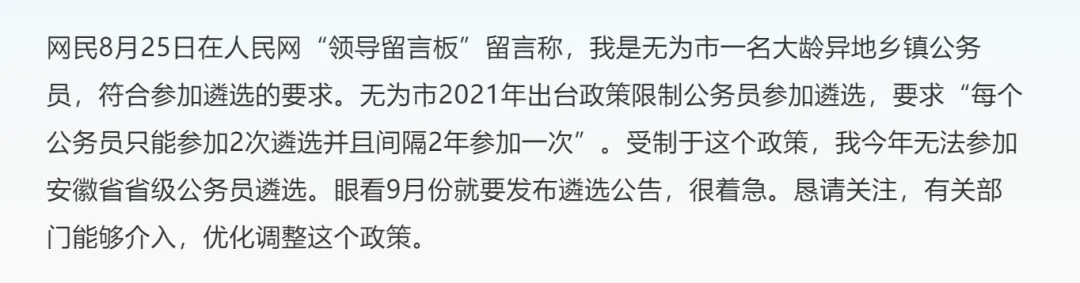 网民8月25日在人民网“领导留言板”留言称，我是无为市一名大龄异地乡镇公务
员，符合参加遴选的要求。无为市2021年出台政策限制公务员参加遴选，要求“每个
公务员只能参加2次遴选并且间隔2年参加一次”。受制于这个政策，我今年无法参加
安徽省省级公务员遴选。眼看9月份就要发布遴选公告，很着急。恳请关注，有关部
门能够介入，优化调整这个政策。